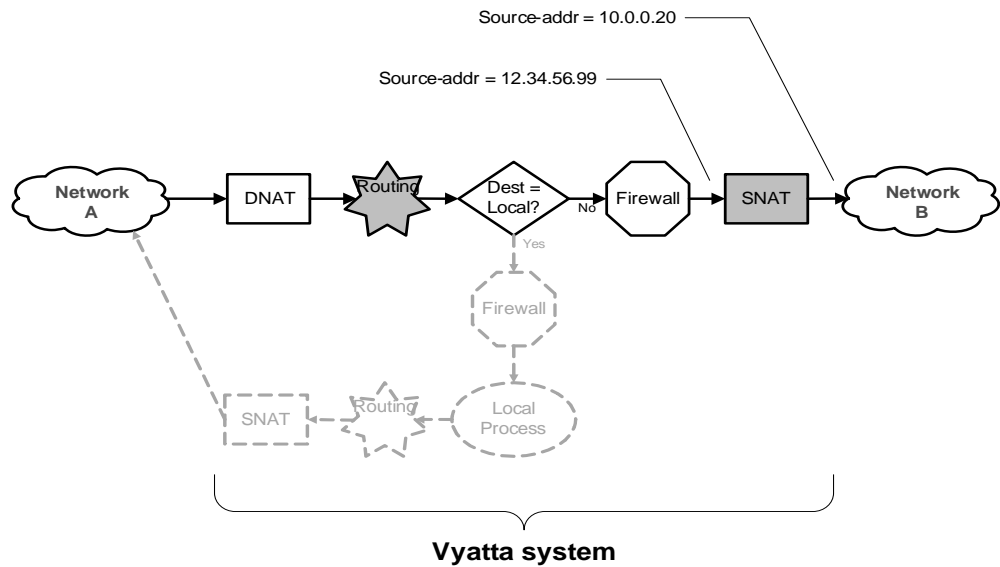 Source-addr = 10.0.0.20
Source-addr = 12.34.56.99
Network
A
DNAT
Routing
Dest =
Local?
No
Firewall
SNAT
Network
B
Yes
Firewall
SNAT
Routing
Local
Process
Vyatta system